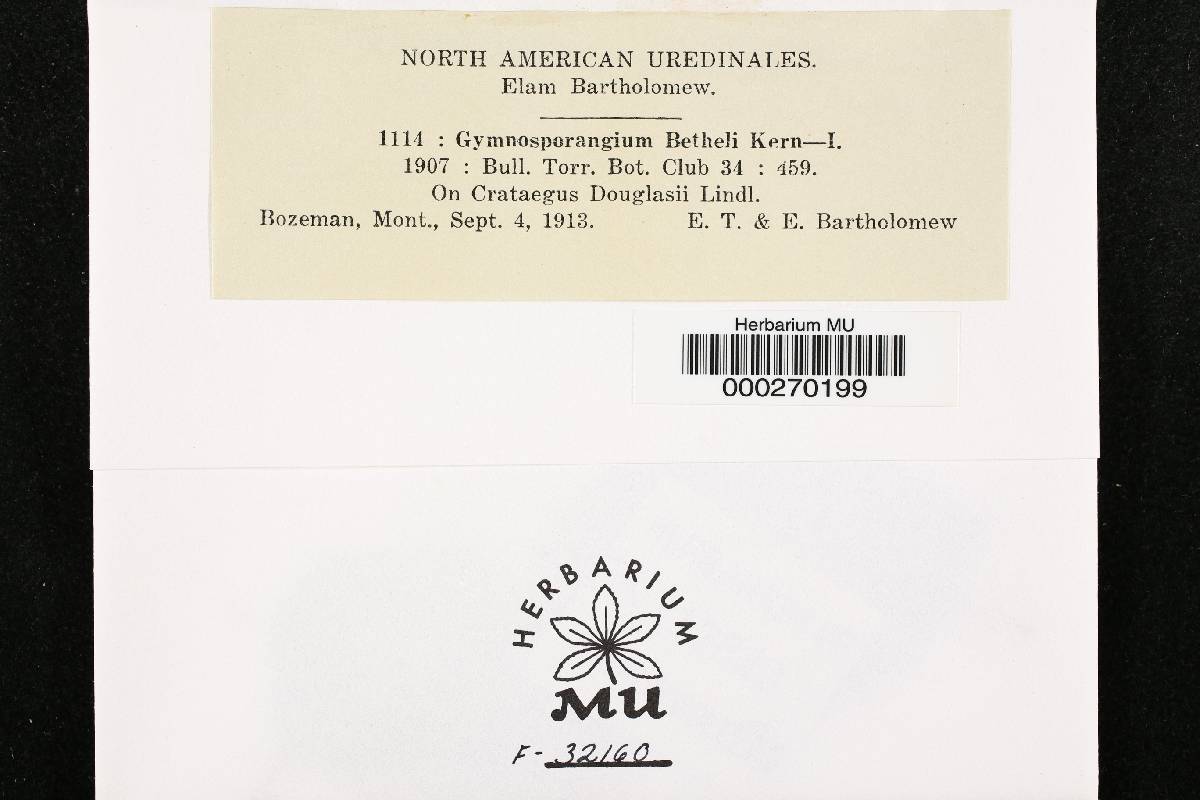 NORTH AMERICAN UREDINALES.
Elam Bartholomew.
1114 : Gymnosporangium Betheli Kern—I.
1907 : Bull. Torr. Bot. Club 34 : 459.
On Crataegus Douglasii Lindl.
Bozeman, Mont., Sept. 4, 1913. E. T. & E. Bartholomew
Herbarium MU
000270199
HERBARIUM
MU
F- 32160